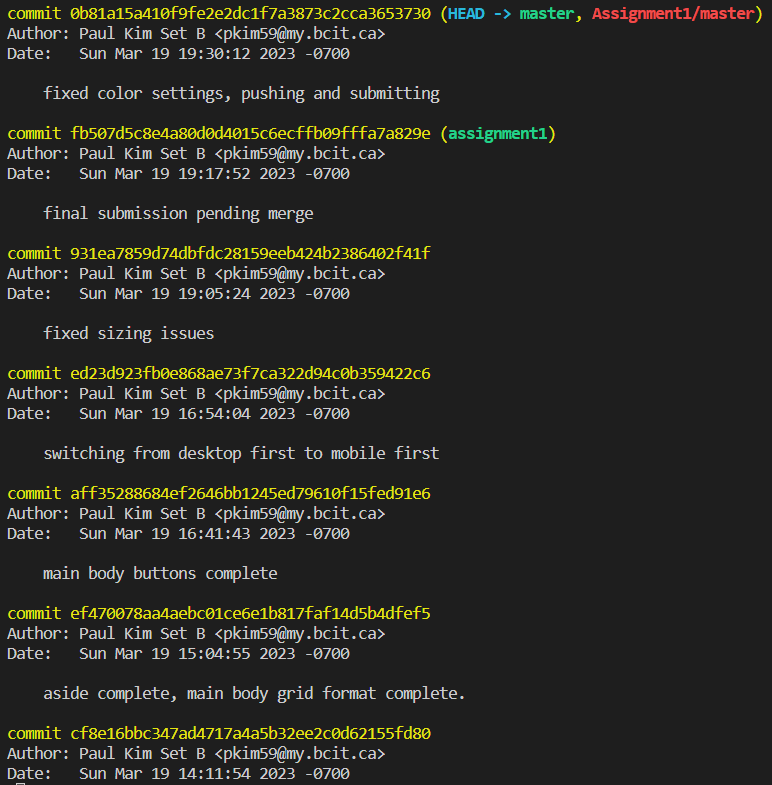 commit 0b81a15a410f9fe2e2dc1f7a3873c2cca3653730 (HEAD -> master, Assignment1/master)
Author: Paul Kim Set B <pkim59@my.bcit.ca>
Date:   Sun Mar 19 19:30:12 2023 -0700
fixed color settings, pushing and submitting
commit fb507d5c8e4a80d0d4015c6ecffb09fffa7a829e (assignment1)
Author: Paul Kim Set B <pkim59@my.bcit.ca>
Date:   Sun Mar 19 19:17:52 2023 -0700
final submission pending merge
commit 931ea7859d74dbfdc28159eeb424b2386402f41f
Author: Paul Kim Set B <pkim59@my.bcit.ca>
Date:   Sun Mar 19 19:05:24 2023 -0700
fixed sizing issues
commit ed23d923fb0e868ae73f7ca322d94c0b359422c6
Author: Paul Kim Set B <pkim59@my.bcit.ca>
Date:   Sun Mar 19 16:54:04 2023 -0700
switching from desktop first to mobile first
commit aff35288684ef2646bb1245ed79610f15fed91e6
Author: Paul Kim Set B <pkim59@my.bcit.ca>
Date:   Sun Mar 19 16:41:43 2023 -0700
main body buttons complete
commit ef470078aa4aebc01ce6e1b817faf14d5b4dfef5
Author: Paul Kim Set B <pkim59@my.bcit.ca>
Date:   Sun Mar 19 15:04:55 2023 -0700
aside complete, main body grid format complete.
commit cf8e16bbc347ad4717a4a5b32ee2c0d62155fd80
Author: Paul Kim Set B <pkim59@my.bcit.ca>
Date:   Sun Mar 19 14:11:54 2023 -0700